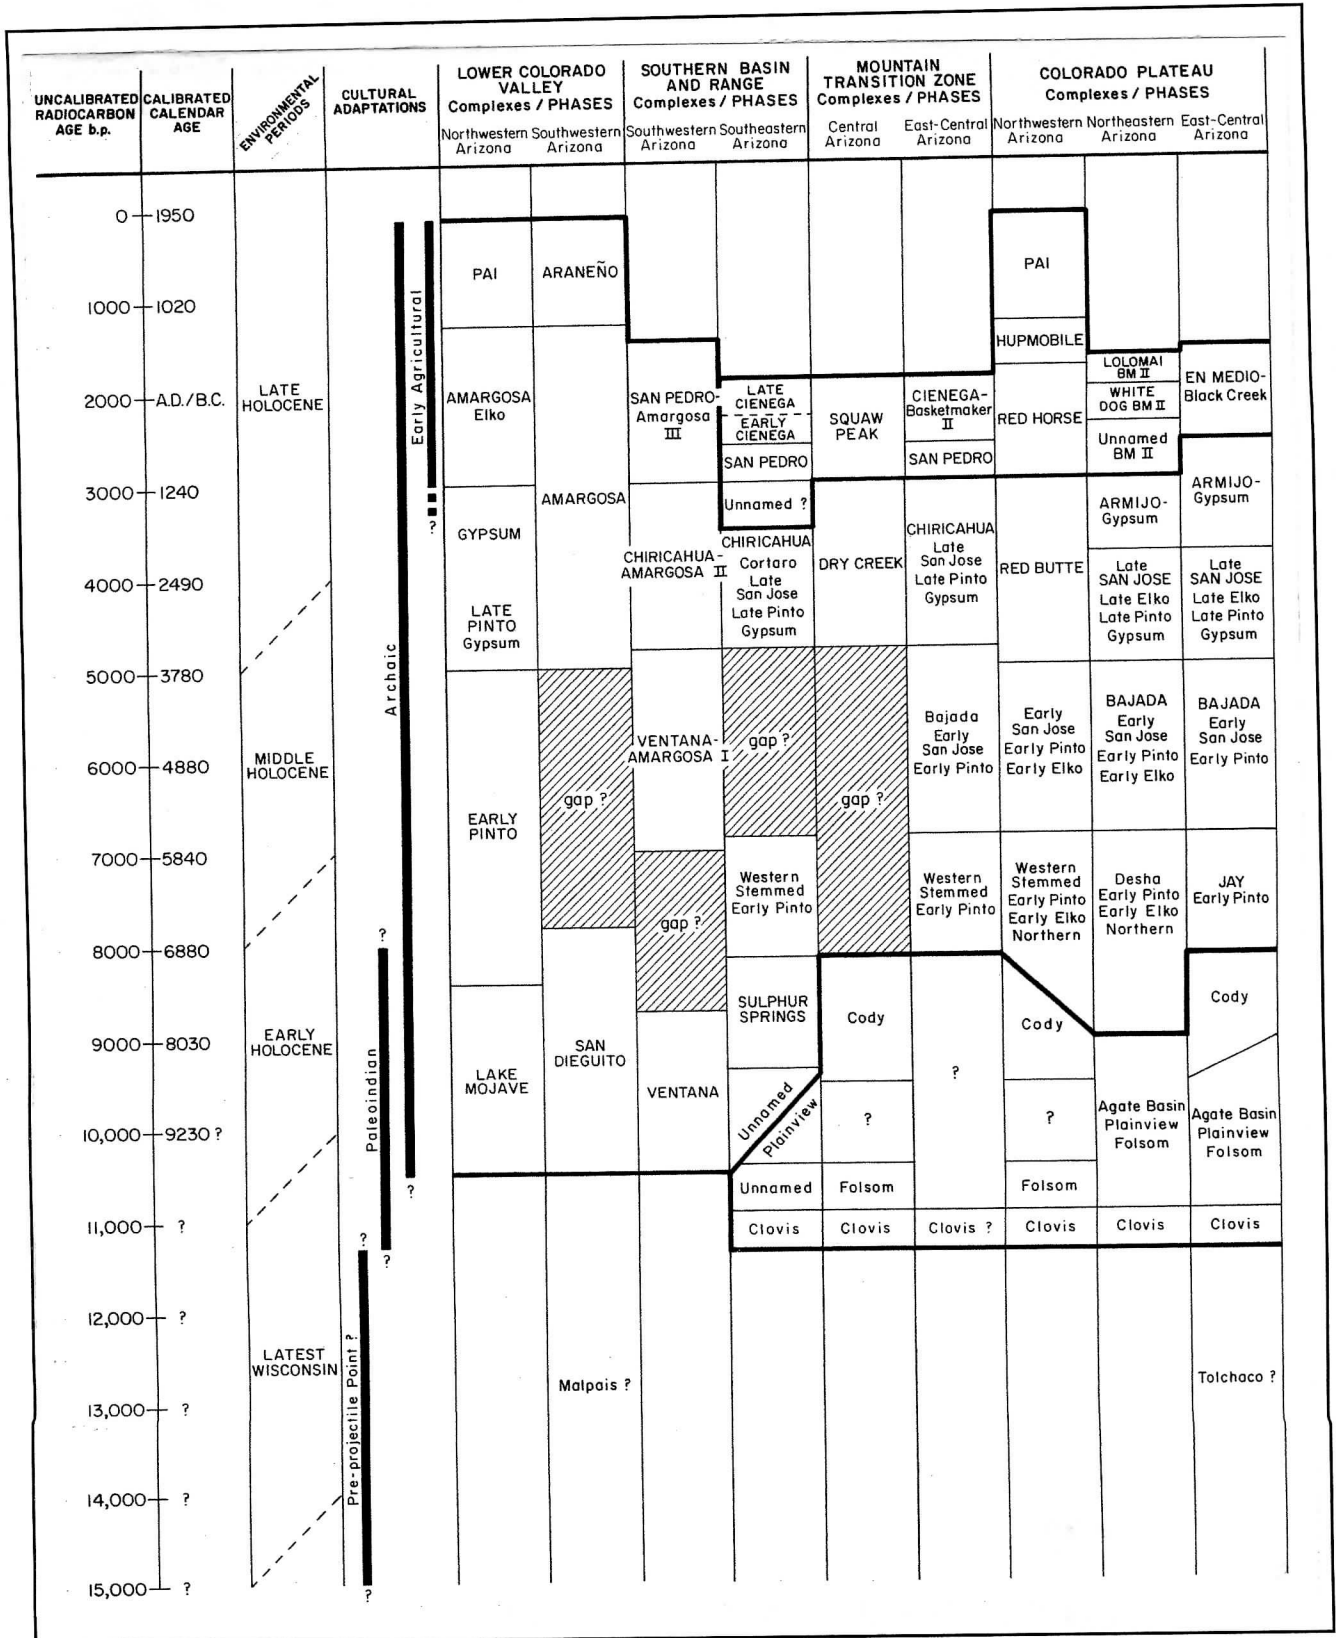 UNCALIBRATED
RADIOCARBON
AGE b.p.
CALIBRATED
CALENDAR
AGE
ENVIRONMENTAL
PERIODS
CULTURAL
ADAPTATIONS
LOWER COLORADO
VALLEY
Complexes / PHASES
Northwestern
Arizona
Southwestern
Arizona
SOUTHERN BASIN
AND RANGE
Complexes / PHASES
Southwestern
Arizona
Southeastern
Arizona
MOUNTAIN
TRANSITION ZONE
Complexes / PHASES
Central
Arizona
East-Central
Arizona
COLORADO PLATEAU
Complexes / PHASES
Northwestern
Arizona
Northeastern
Arizona
East-Central
Arizona
0 1950
1000 1020
2000 A.D./B.C.
3000 1240
4000 2490
5000 3780
6000 4880
7000 5840
8000 6880
9000 8030
10,000 9230 ?
11,000 ?
12,000 ?
13,000 ?
14,000 ?
15,000 ?
LATE
HOLOCENE
MIDDLE
HOLOCENE
EARLY
HOLOCENE
LATEST
WISCONSIN
Early Agricultural
?
Archaic
?
?
Paleoindian
?
?
Pre-projectile Point ?
?
PAI
AMARGOSA
Elko
GYPSUM
LATE
PINTO
Gypsum
EARLY
PINTO
LAKE
MOJAVE
ARANEÑO
AMARGOSA
gap ?
SAN
DIEGUITO
Malpais ?
SAN PEDRO-
Amargosa
III
CHIRICAHUA-
AMARGOSA II
VENTANA-
AMARGOSA I
gap ?
VENTANA
LATE
CIENEGA
EARLY
CIENEGA
SAN PEDRO
Unnamed ?
CHIRICAHUA
Cortaro
Late
San Jose
Late Pinto
Gypsum
gap ?
Western
Stemmed
Early Pinto
SULPHUR
SPRINGS
Unnamed
Plainview
Unnamed
Clovis
SQUAW
PEAK
DRY CREEK
gap ?
Cody
?
Folsom
Clovis
CIENEGA-
Basketmaker
II
SAN PEDRO
CHIRICAHUA
Late
San Jose
Late Pinto
Gypsum
Bajada
Early
San Jose
Early Pinto
Western
Stemmed
Early Pinto
?
Clovis ?
PAI
HUPMOBILE
RED HORSE
RED BUTTE
Early
San Jose
Early Pinto
Early Elko
Western
Stemmed
Early Pinto
Early Elko
Northern
Cody
?
Folsom
Clovis
LOLOMAI
BM II
WHITE
DOG BM II
Unnamed
BM II
ARMIJO-
Gypsum
Late
SAN JOSE
Late Elko
Late Pinto
Gypsum
BAJADA
Early
San Jose
Early Pinto
Early Elko
Desha
Early Pinto
Early Elko
Northern
Agate Basin
Plainview
Folsom
Clovis
EN MEDIO-
Black Creek
ARMIJO-
Gypsum
Late
SAN JOSE
Late Elko
Late Pinto
Gypsum
BAJADA
Early
San Jose
Early Pinto
JAY
Early Pinto
Cody
Agate Basin
Plainview
Folsom
Clovis
Tolchaco ?